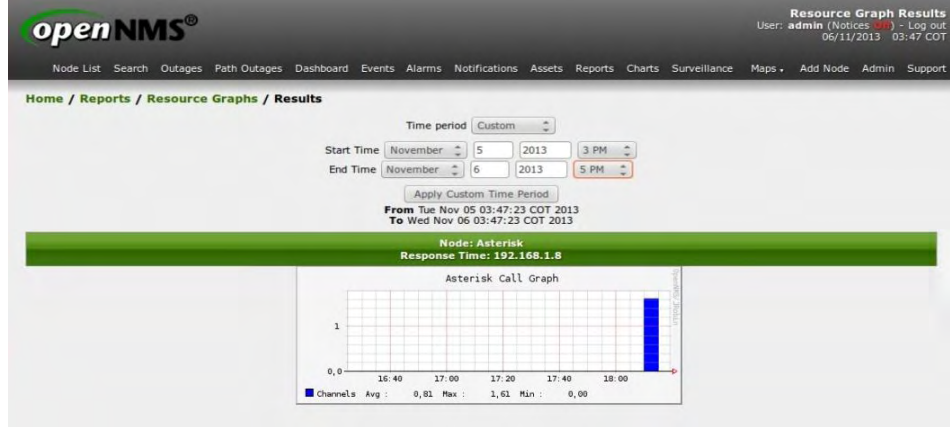 openNMS®
Resource Graph Results
User: admin (Notices Off) - Log out
06/11/2013 03:47 COT
Node List Search Outages Path Outages Dashboard Events Alarms Notifications Assets Reports Charts Surveillance Maps Add Node Admin Support
Home / Reports / Resource Graphs / Results
Time period Custom
Start Time November 5 2013 3 PM
End Time November 6 2013 5 PM
Apply Custom Time Period
From Tue Nov 05 03:47:23 COT 2013
To Wed Nov 06 03:47:23 COT 2013
Node: Asterisk
Response Time: 192.168.1.8
Asterisk Call Graph
1
0,0
16:40 17:00 17:20 17:40 18:00
Channels Avg : 0,81 Max : 1,61 Min : 0,00